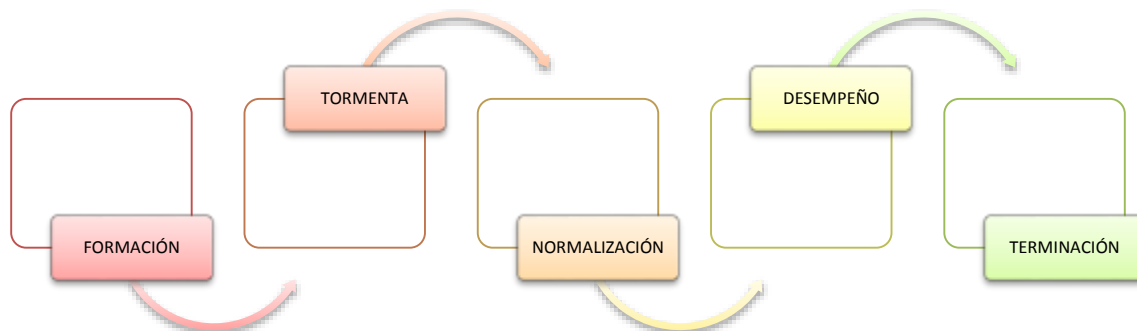 FORMACIÓN
TORMENTA
NORMALIZACIÓN
DESEMPEÑO
TERMINACIÓN